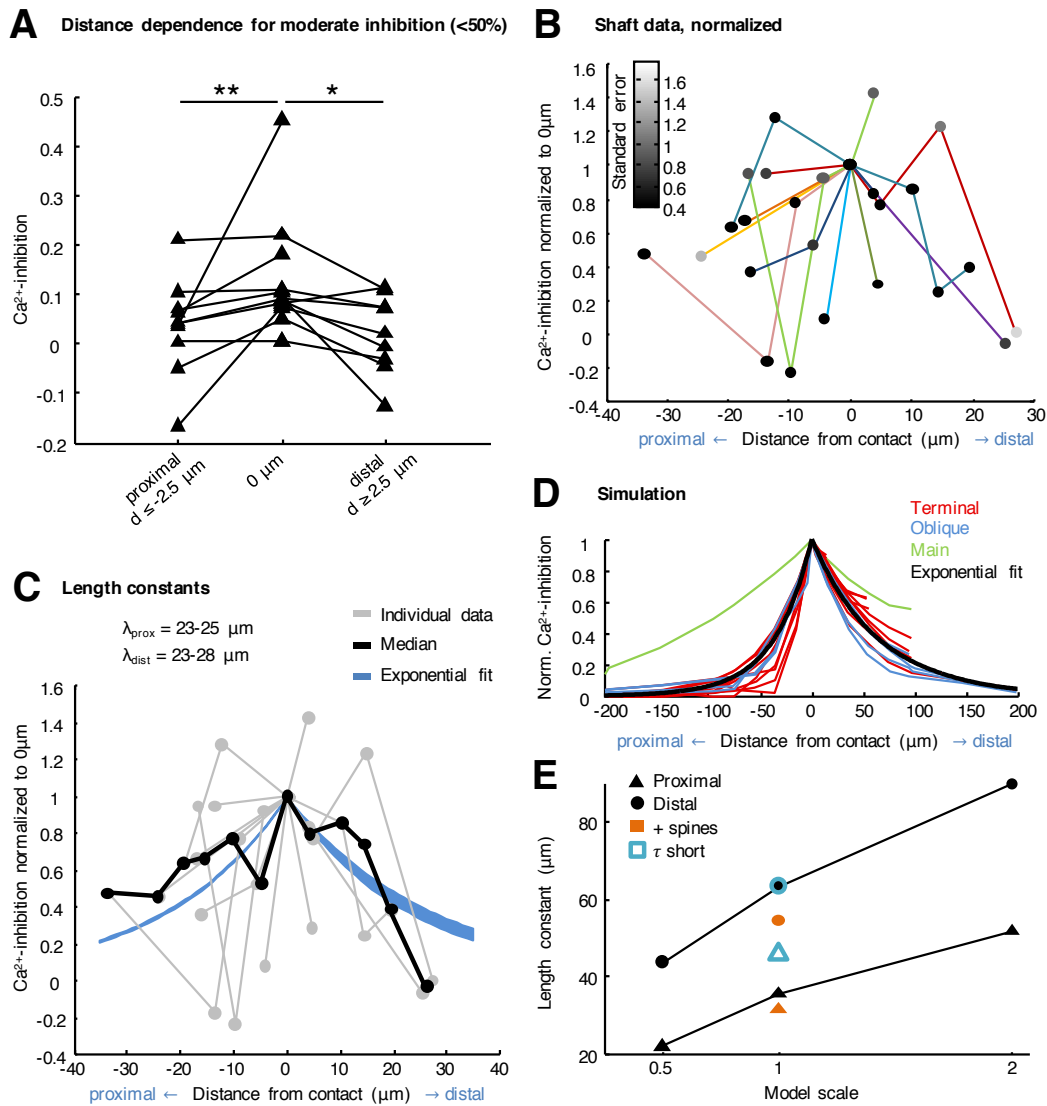 A Distance dependence for moderate inhibition (<50%)
** *
0.5
0.4
0.3
0.2
0.1
0
-0.1
-0.2
Ca²⁺-inhibition
proximal
d ≤ -2.5 µm
0 µm
distal
d ≥ 2.5 µm
B Shaft data, normalized
1.6
1.4
1.2
1
0.8
0.6
0.4
0.2
0
-0.2
-0.4
Ca²⁺-inhibition normalized to 0µm
Standard error
1.6
1.4
1.2
1
0.8
0.6
0.4
-40 -30 -20 -10 0 10 20 30
proximal ← Distance from contact (µm) → distal
C Length constants
λprox = 23-25 µm
λdist = 23-28 µm
Individual data
Median
Exponential fit
1.6
1.4
1.2
1
0.8
0.6
0.4
0.2
0
-0.2
-0.4
Ca²⁺-inhibition normalized to 0µm
-40 -30 -20 -10 0 10 20 30 40
proximal ← Distance from contact (µm) → distal
D Simulation
Terminal
Oblique
Main
Exponential fit
1
0.8
0.6
0.4
0.2
0
Norm. Ca²⁺-inhibition
-200 -150 -100 -50 0 50 100 150 200
proximal ← Distance from contact (µm) → distal
E
Proximal
Distal
+ spines
τ short
80
60
40
20
Length constant (µm)
0.5 1 2
Model scale